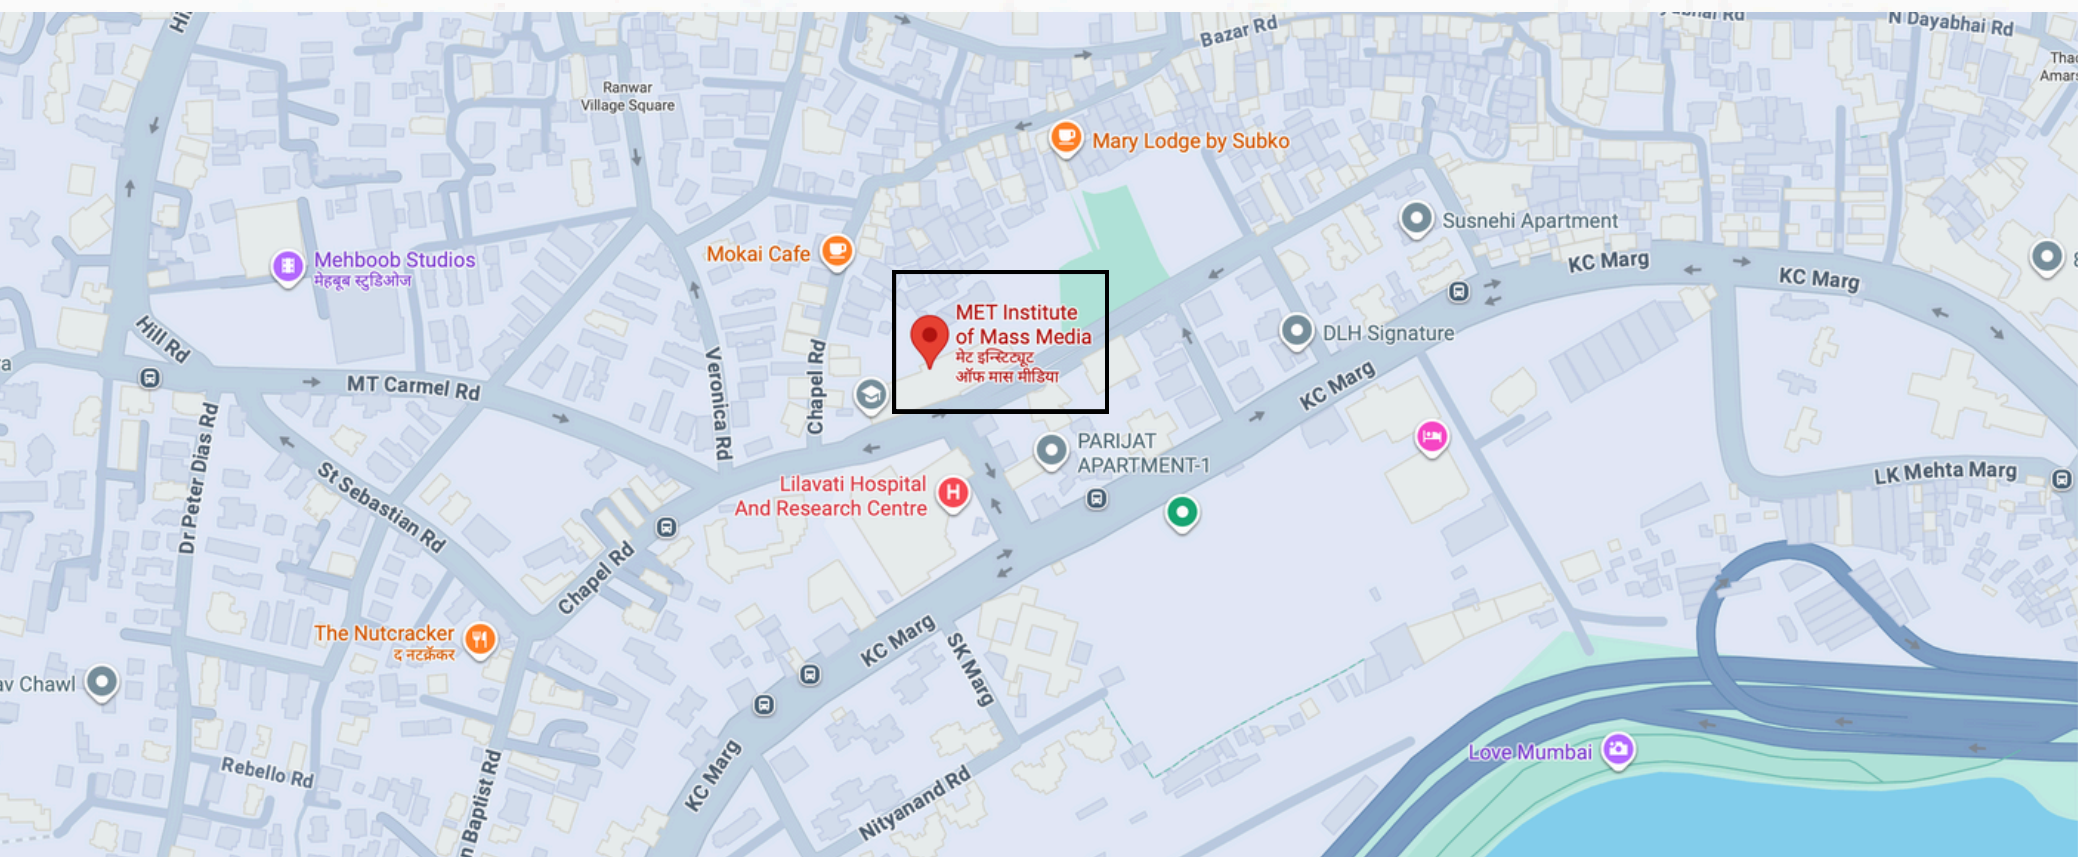 Hi
Bazar Rd
N Dayabhai Rd
Ranwar
Village Square
Mary Lodge by Subko
Susnehi Apartment
Mehboob Studios
मेहबूब स्टुडिओज
Mokai Cafe
KC Marg
KC Marg
MET Institute
of Mass Media
मेट इन्स्टिट्यूट
ऑफ मास मीडिया
Hill Rd
DLH Signature
Veronica Rd
Chapel Rd
MT Carmel Rd
KC Marg
Dr Peter Dias Rd
St Sebastian Rd
PARIJAT
APARTMENT-1
LK Mehta Marg
Lilavati Hospital
And Research Centre
H
Chapel Rd
The Nutcracker
द नटक्रॅकर
KC Marg
SK Marg
av Chawl
Love Mumbai
KC Marg
Rebello Rd
Nityanand Rd
n Baptist Rd